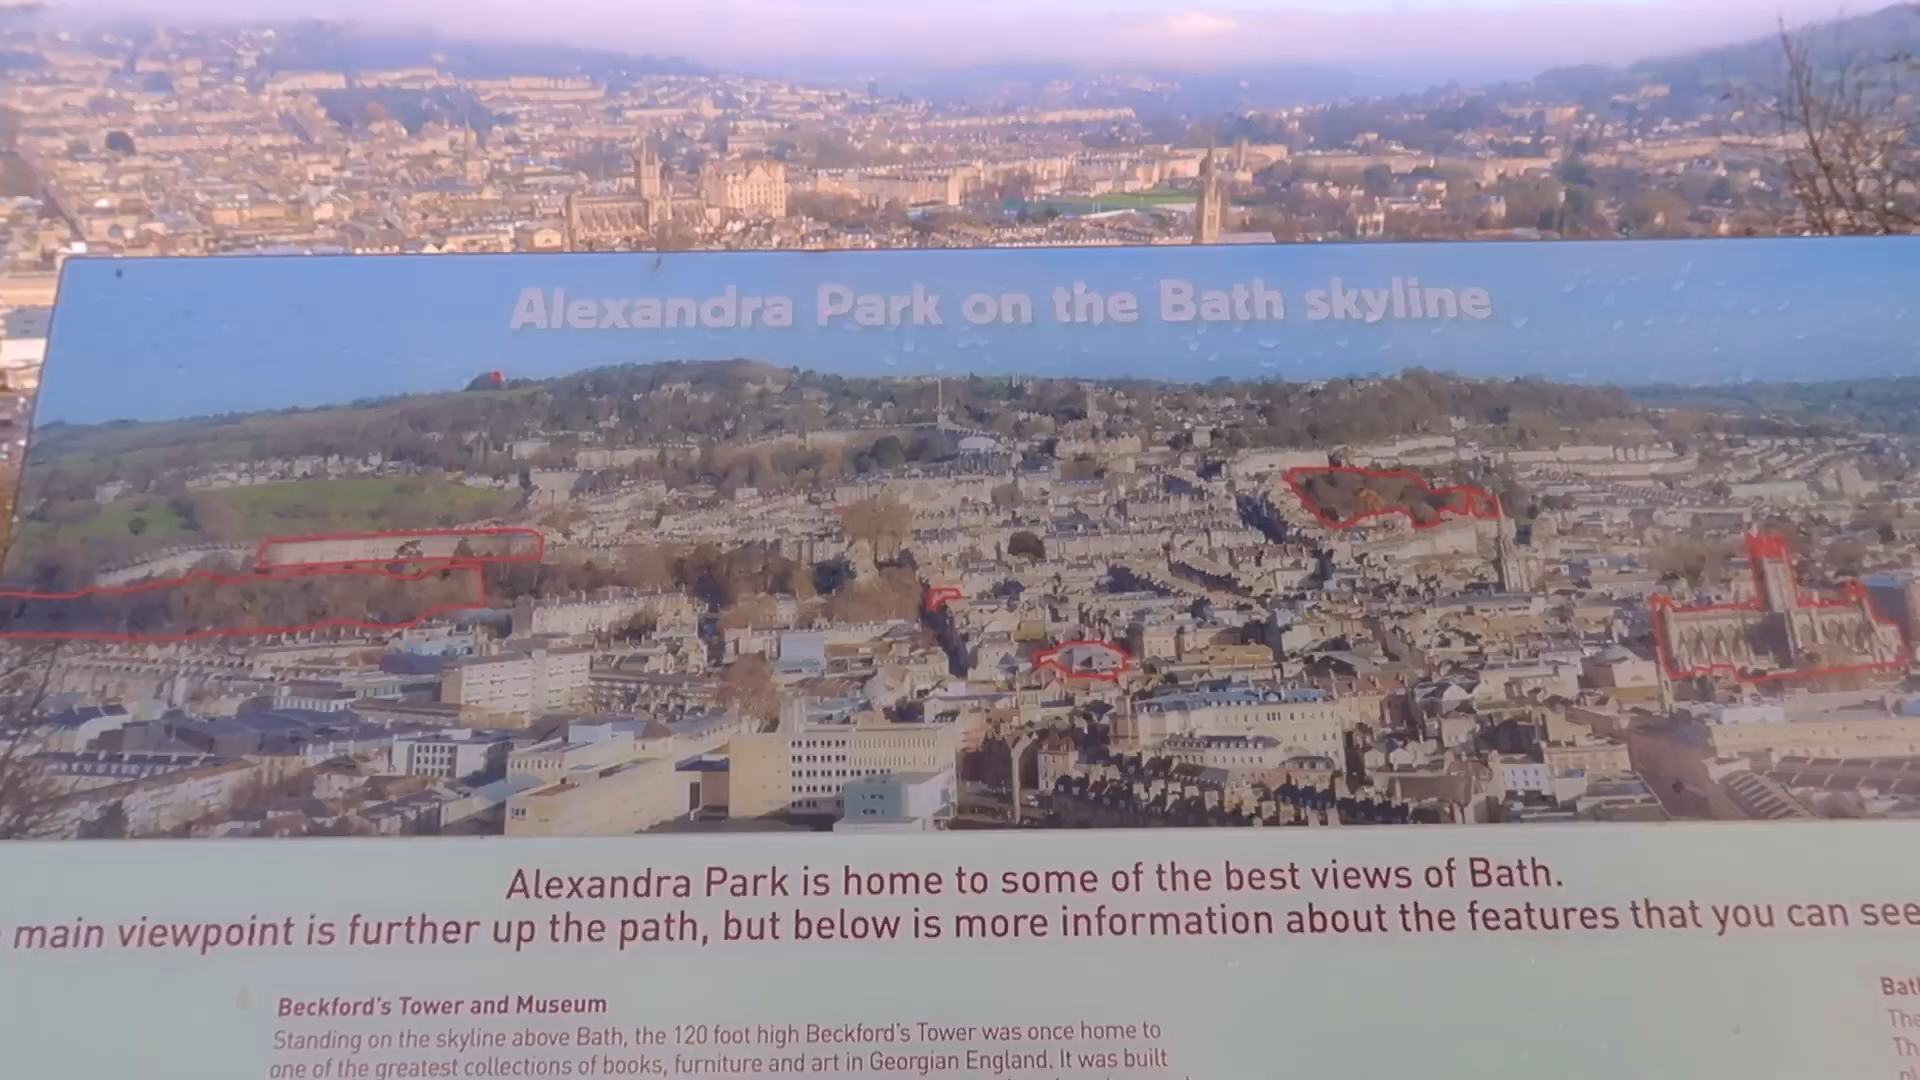 Alexandra Park on the Bath skyline
Alexandra Park is home to some of the best views of Bath.
main viewpoint is further up the path, but below is more information about the features that you can see
Beckford's Tower and Museum
Standing on the skyline above Bath, the 120 foot high Beckford's Tower was once home to
one of the greatest collections of books, furniture and art in Georgian England. It was built